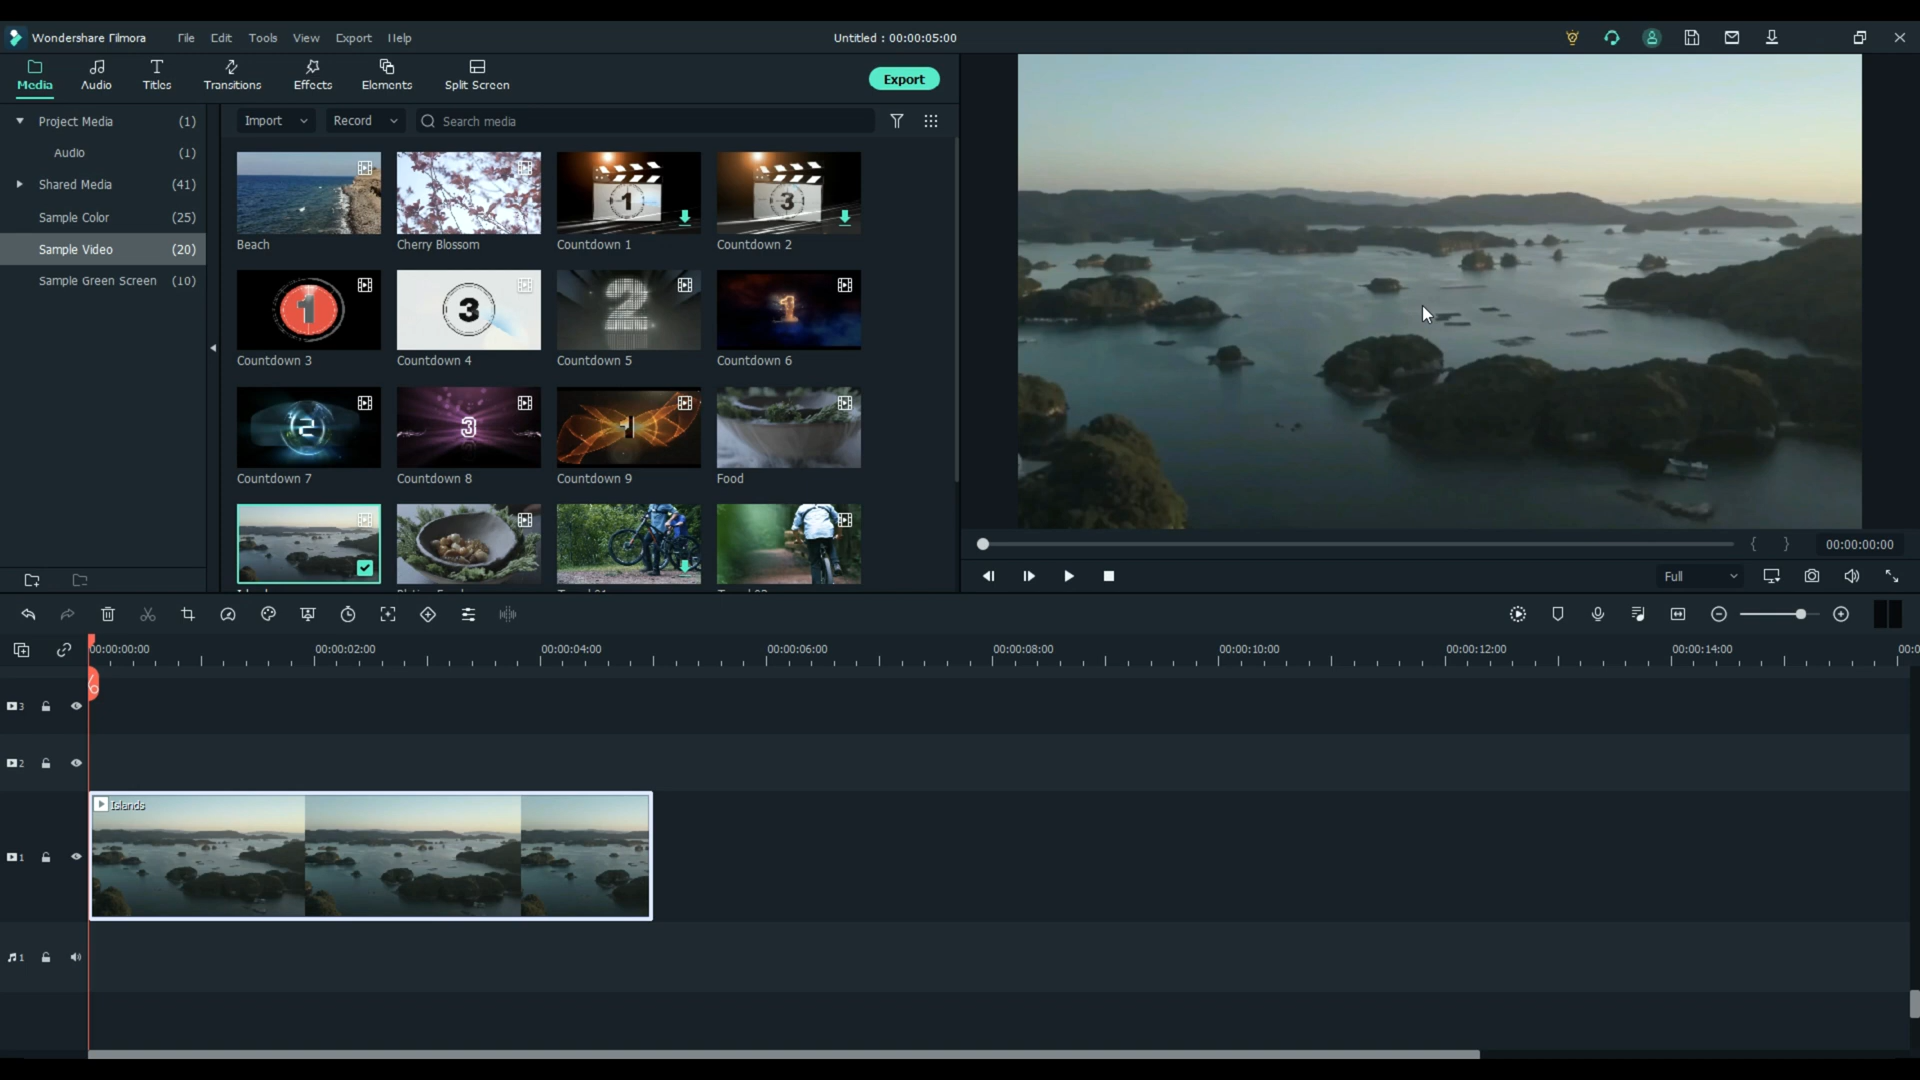 Wondershare Filmora File Edit Tools View Export Help Untitled : 00:00:05:00
Media Audio Titles Transitions Effects Elements Split Screen Export
Project Media (1)
Audio (1)
Shared Media (41)
Sample Color (25)
Sample Video (20)
Sample Green Screen (10)
Import Record Search media
Beach Cherry Blossom Countdown 1 Countdown 2
Countdown 3 Countdown 4 Countdown 5 Countdown 6
Countdown 7 Countdown 8 Countdown 9 Food
{ } 00:00:00:00
Full
00:00:00:00 00:00:02:00 00:00:04:00 00:00:06:00 00:00:08:00 00:00:10:00 00:00:12:00 00:00:14:00
3
2
Islands
1
1